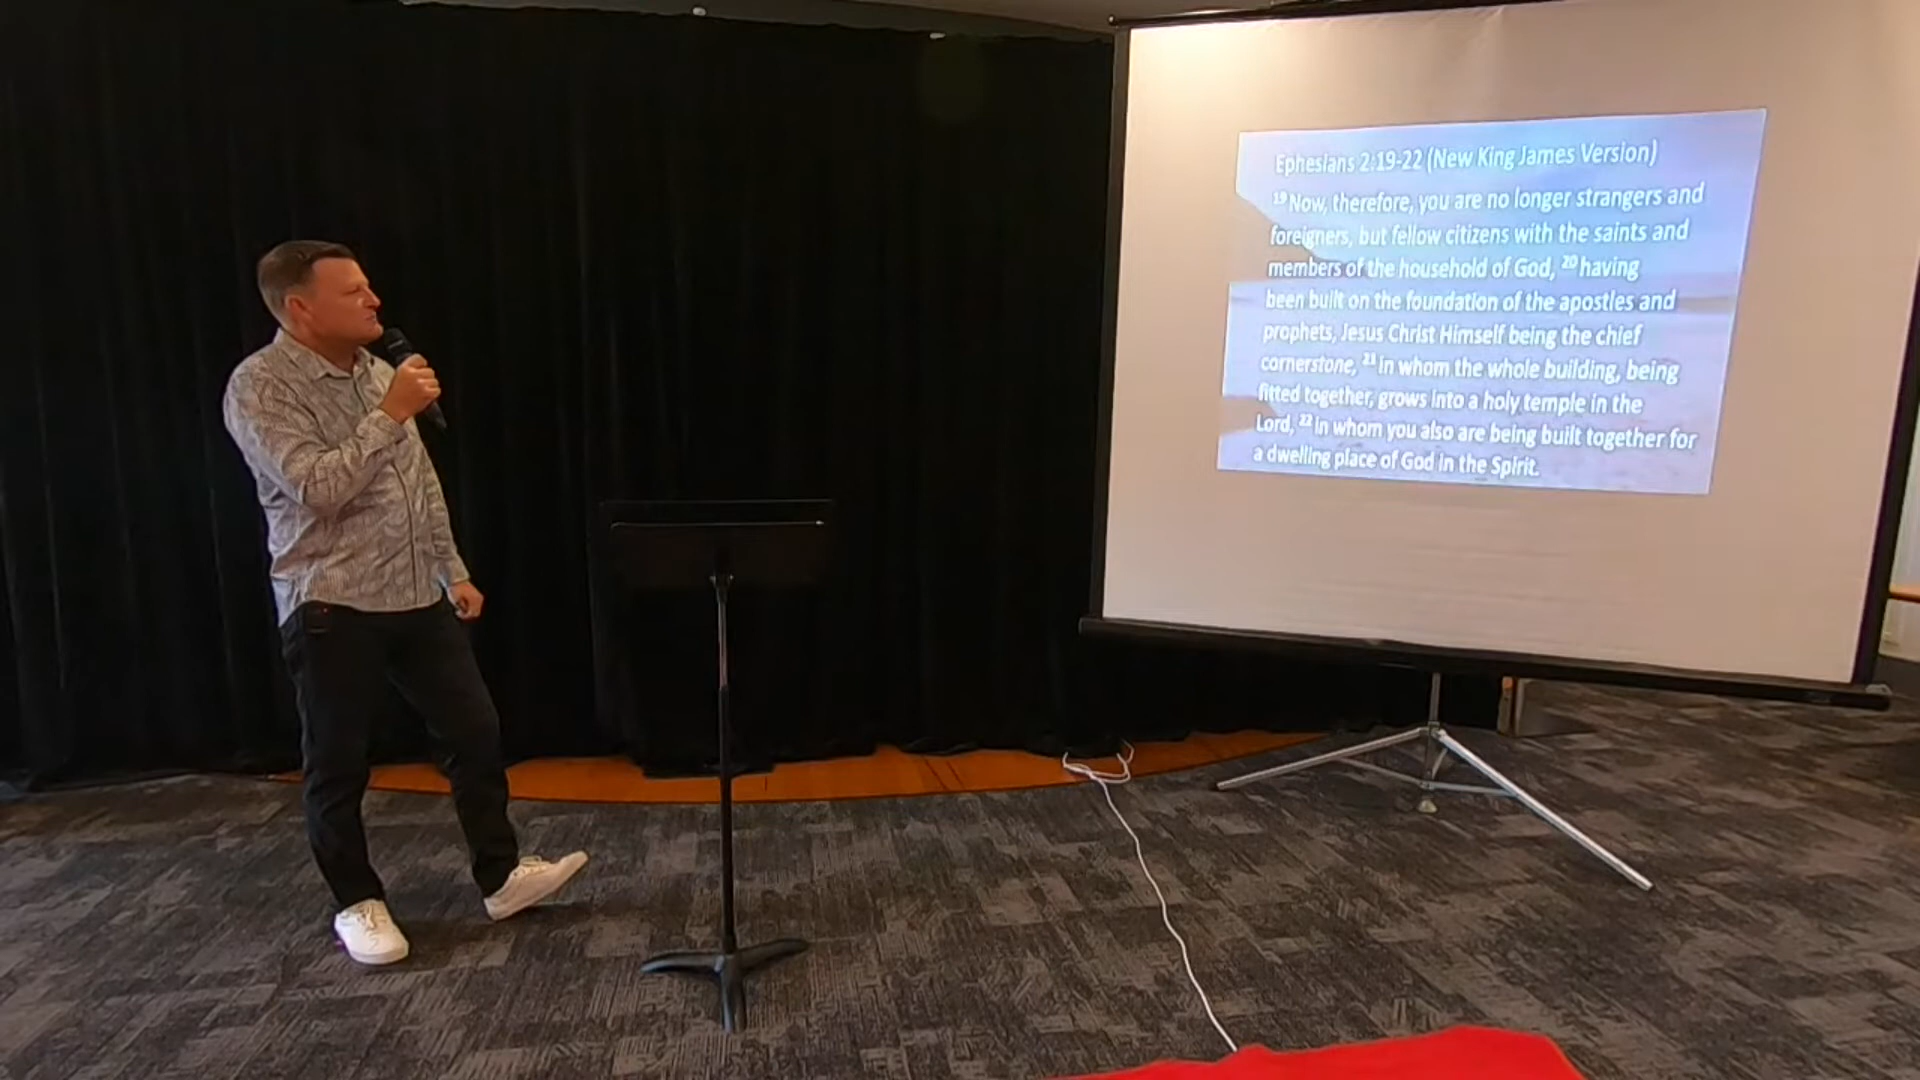 Ephesians 2:19-22 (New King James Version)
19 Now, therefore, you are no longer strangers and
foreigners, but fellow citizens with the saints and
members of the household of God, 20 having
been built on the foundation of the apostles and
prophets, Jesus Christ Himself being the chief
cornerstone, 21 in whom the whole building, being
fitted together, grows into a holy temple in the
Lord, 22 in whom you also are being built together for
a dwelling place of God in the Spirit.